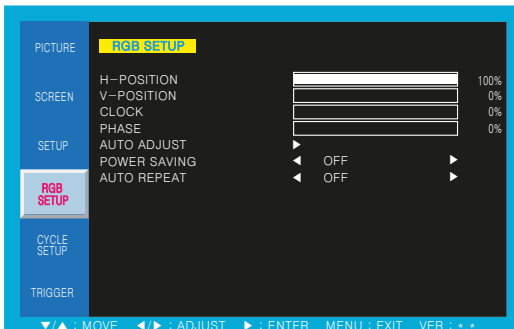 PICTURE
SCREEN
SETUP
RGB
SETUP
CYCLE
SETUP
TRIGGER
RGB SETUP
H-POSITION 100%
V-POSITION 0%
CLOCK 0%
PHASE 0%
AUTO ADJUST ▶
POWER SAVING ◀ OFF ▶
AUTO REPEAT ◀ OFF ▶
▼/▲ : MOVE ◀/▶ : ADJUST ▶ : ENTER MENU : EXIT VER : * *